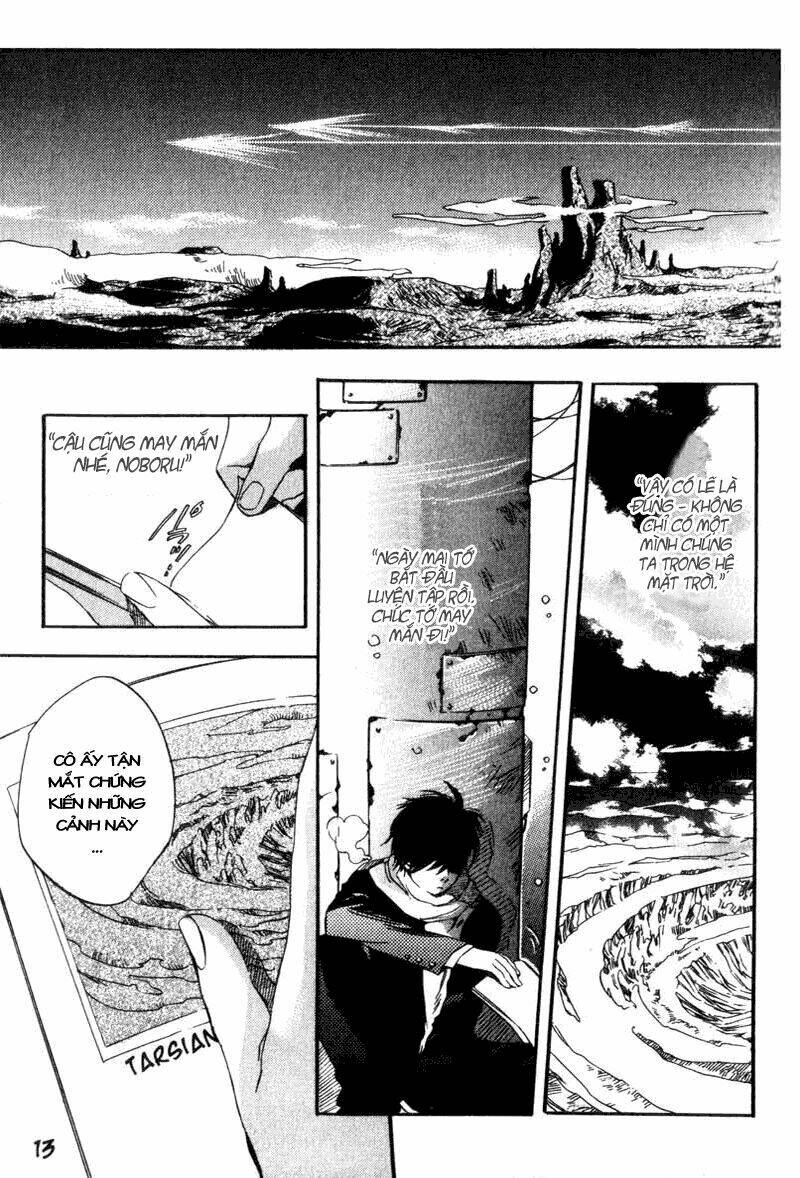 "VẬY CÓ LẼ LÀ
ĐÚNG - KHÔNG
CHỈ CÓ MỘT
MÌNH CHÚNG
TA TRONG HỆ
MẶT TRỜI."
"NGÀY MAI TỚ
BẮT ĐẦU
LUYỆN TẬP RỒI.
CHÚC TỚ MAY
MẮN ĐI!"
"CẬU CŨNG MAY MẮN
NHÉ, NOBORU!"
CÔ ẤY TẬN
MẮT CHỨNG
KIẾN NHỮNG
CẢNH NÀY
...
TARSIAN
13